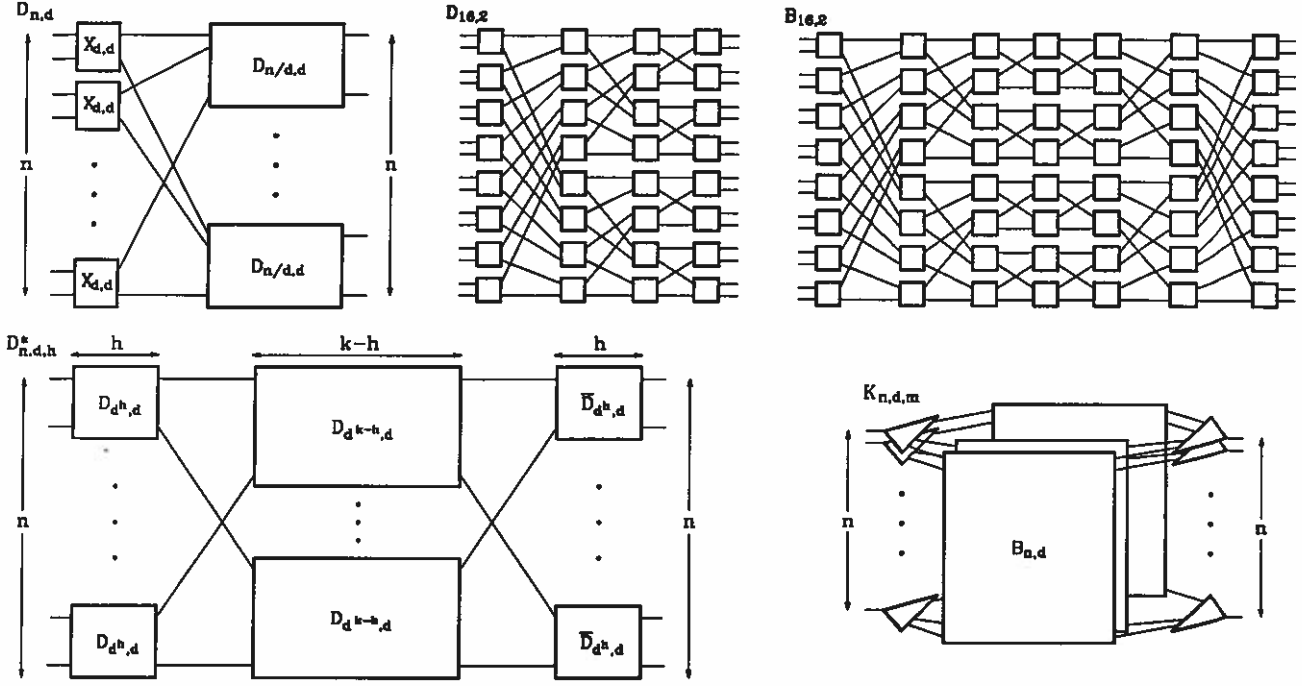 D_{n,d}
X_{d,d}
X_{d,d}
X_{d,d}
D_{n/d,d}
D_{n/d,d}
n
n
D_{16,2}
B_{16,2}
D^*_{n,d,h}
h
k−h
h
D_{d^h,d}
D_{d^h,d}
D_{d^{k−h},d}
D_{d^{k−h},d}
D̅_{d^h,d}
D̅_{d^h,d}
n
n
K_{n,d,m}
n
B_{n,d}
n